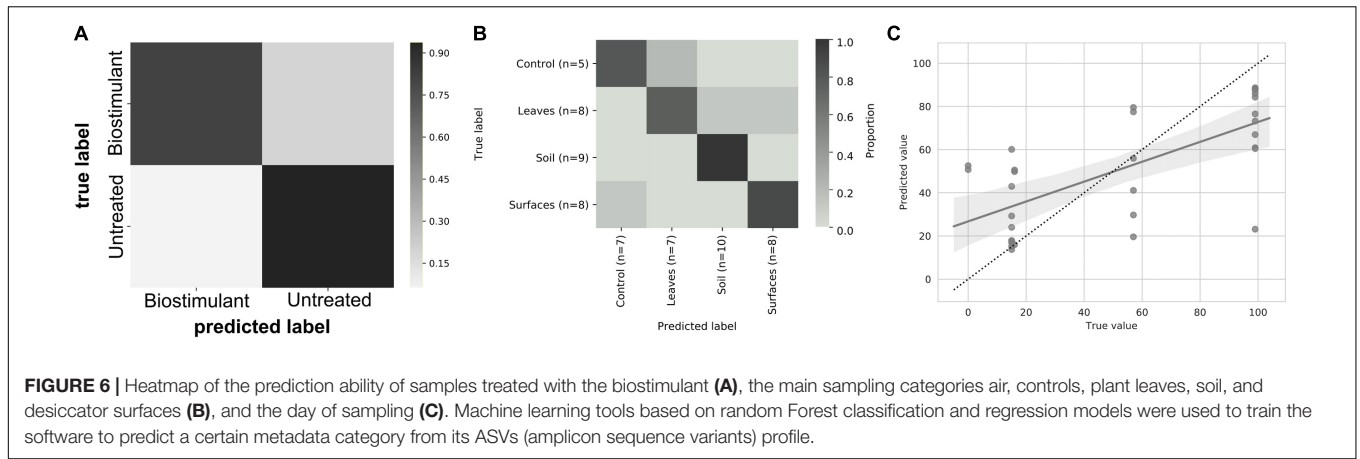 A
true label
Biostimulant
Untreated
Biostimulant Untreated
predicted label
0.90
0.75
0.60
0.45
0.30
0.15
B
True label
Control (n=5)
Leaves (n=8)
Soil (n=9)
Surfaces (n=8)
Control (n=7)
Leaves (n=7)
Soil (n=10)
Surfaces (n=8)
Predicted label
1.0
0.8
0.6
0.4
0.2
0.0
Proportion
C
Predicted value
100
80
60
40
20
0
0 20 40 60 80 100
True value
FIGURE 6 | Heatmap of the prediction ability of samples treated with the biostimulant (A), the main sampling categories air, controls, plant leaves, soil, and
desiccator surfaces (B), and the day of sampling (C). Machine learning tools based on random Forest classification and regression models were used to train the
software to predict a certain metadata category from its ASVs (amplicon sequence variants) profile.